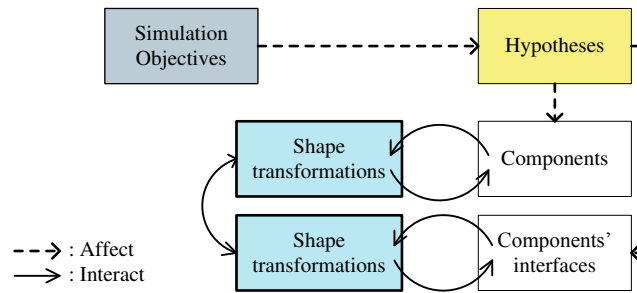 Simulation
Objectives
Hypotheses
Shape
transformations
Components
Shape
transformations
Components’
interfaces
: Affect
: Interact